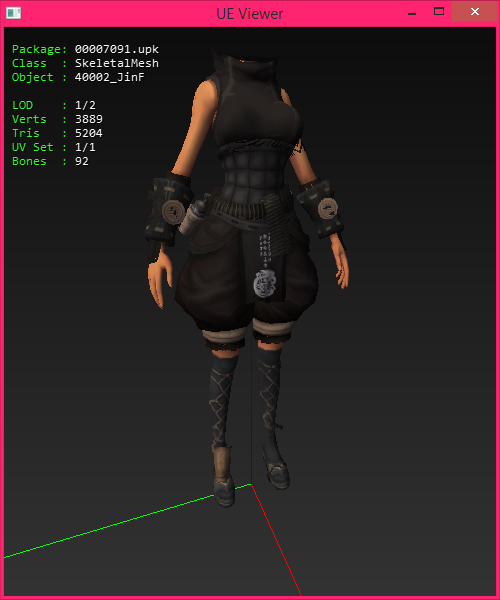 UE Viewer
Package: 00007091.upk
Class : SkeletalMesh
Object : 40002_JinF
LOD : 1/2
Verts : 3889
Tris : 5204
UV Set : 1/1
Bones : 92